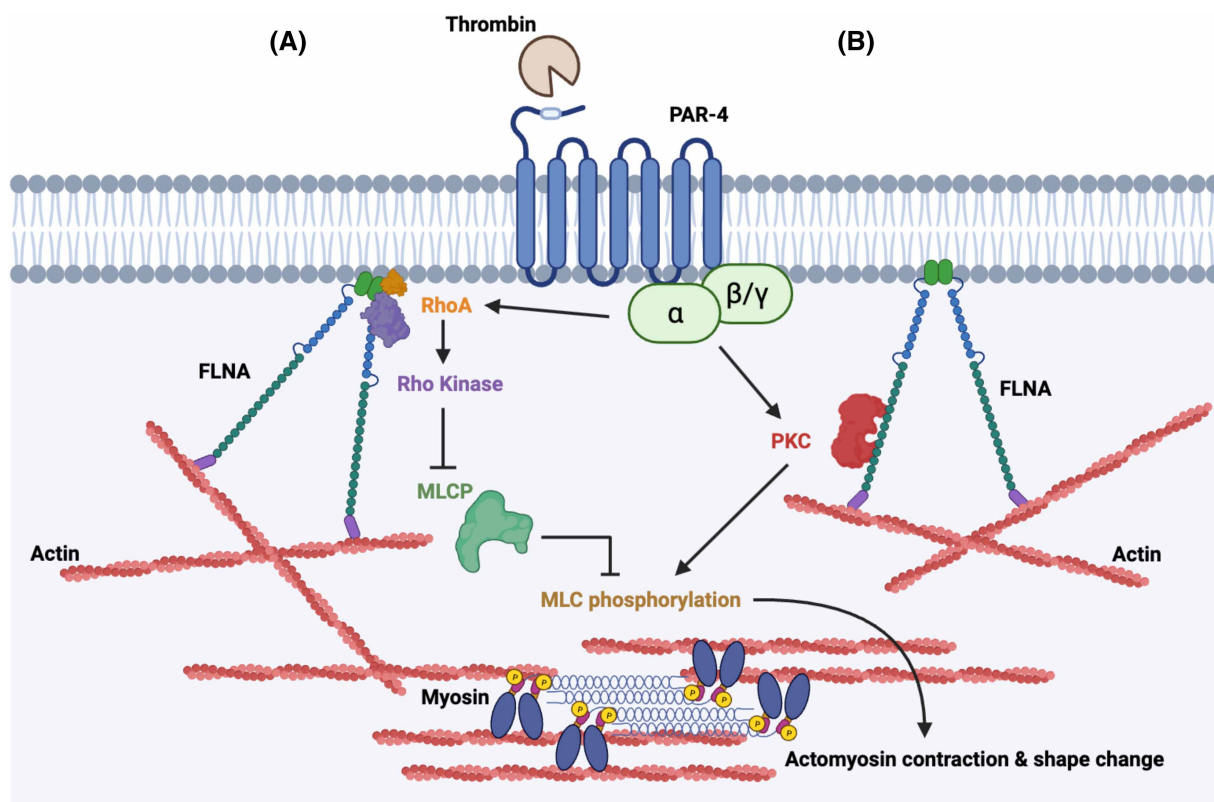 (A)
Thrombin
(B)
PAR-4
β/γ
α
RhoA
FLNA
Rho Kinase
FLNA
PKC
MLCP
Actin
Actin
MLC phosphorylation
P
P
P
P
Myosin
P
P
P
P
Actomyosin contraction & shape change